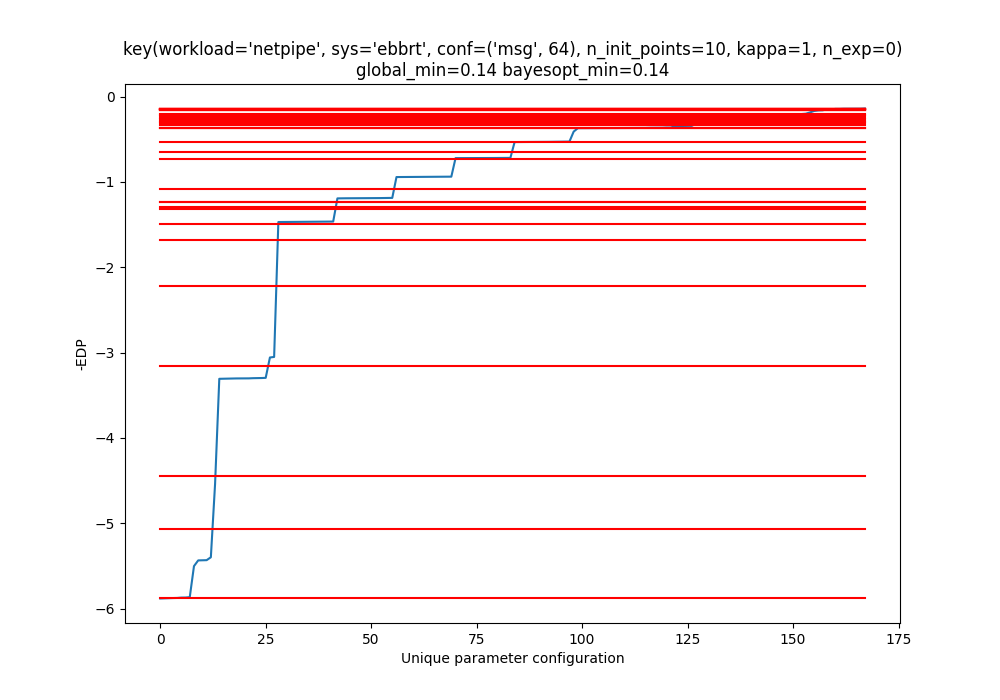 key(workload='netpipe', sys='ebbrt', conf=('msg', 64), n_init_points=10, kappa=1, n_exp=0)
global_min=0.14 bayesopt_min=0.14
0
−1
−2
−3
−4
−5
−6
-EDP
0 25 50 75 100 125 150 175
Unique parameter configuration